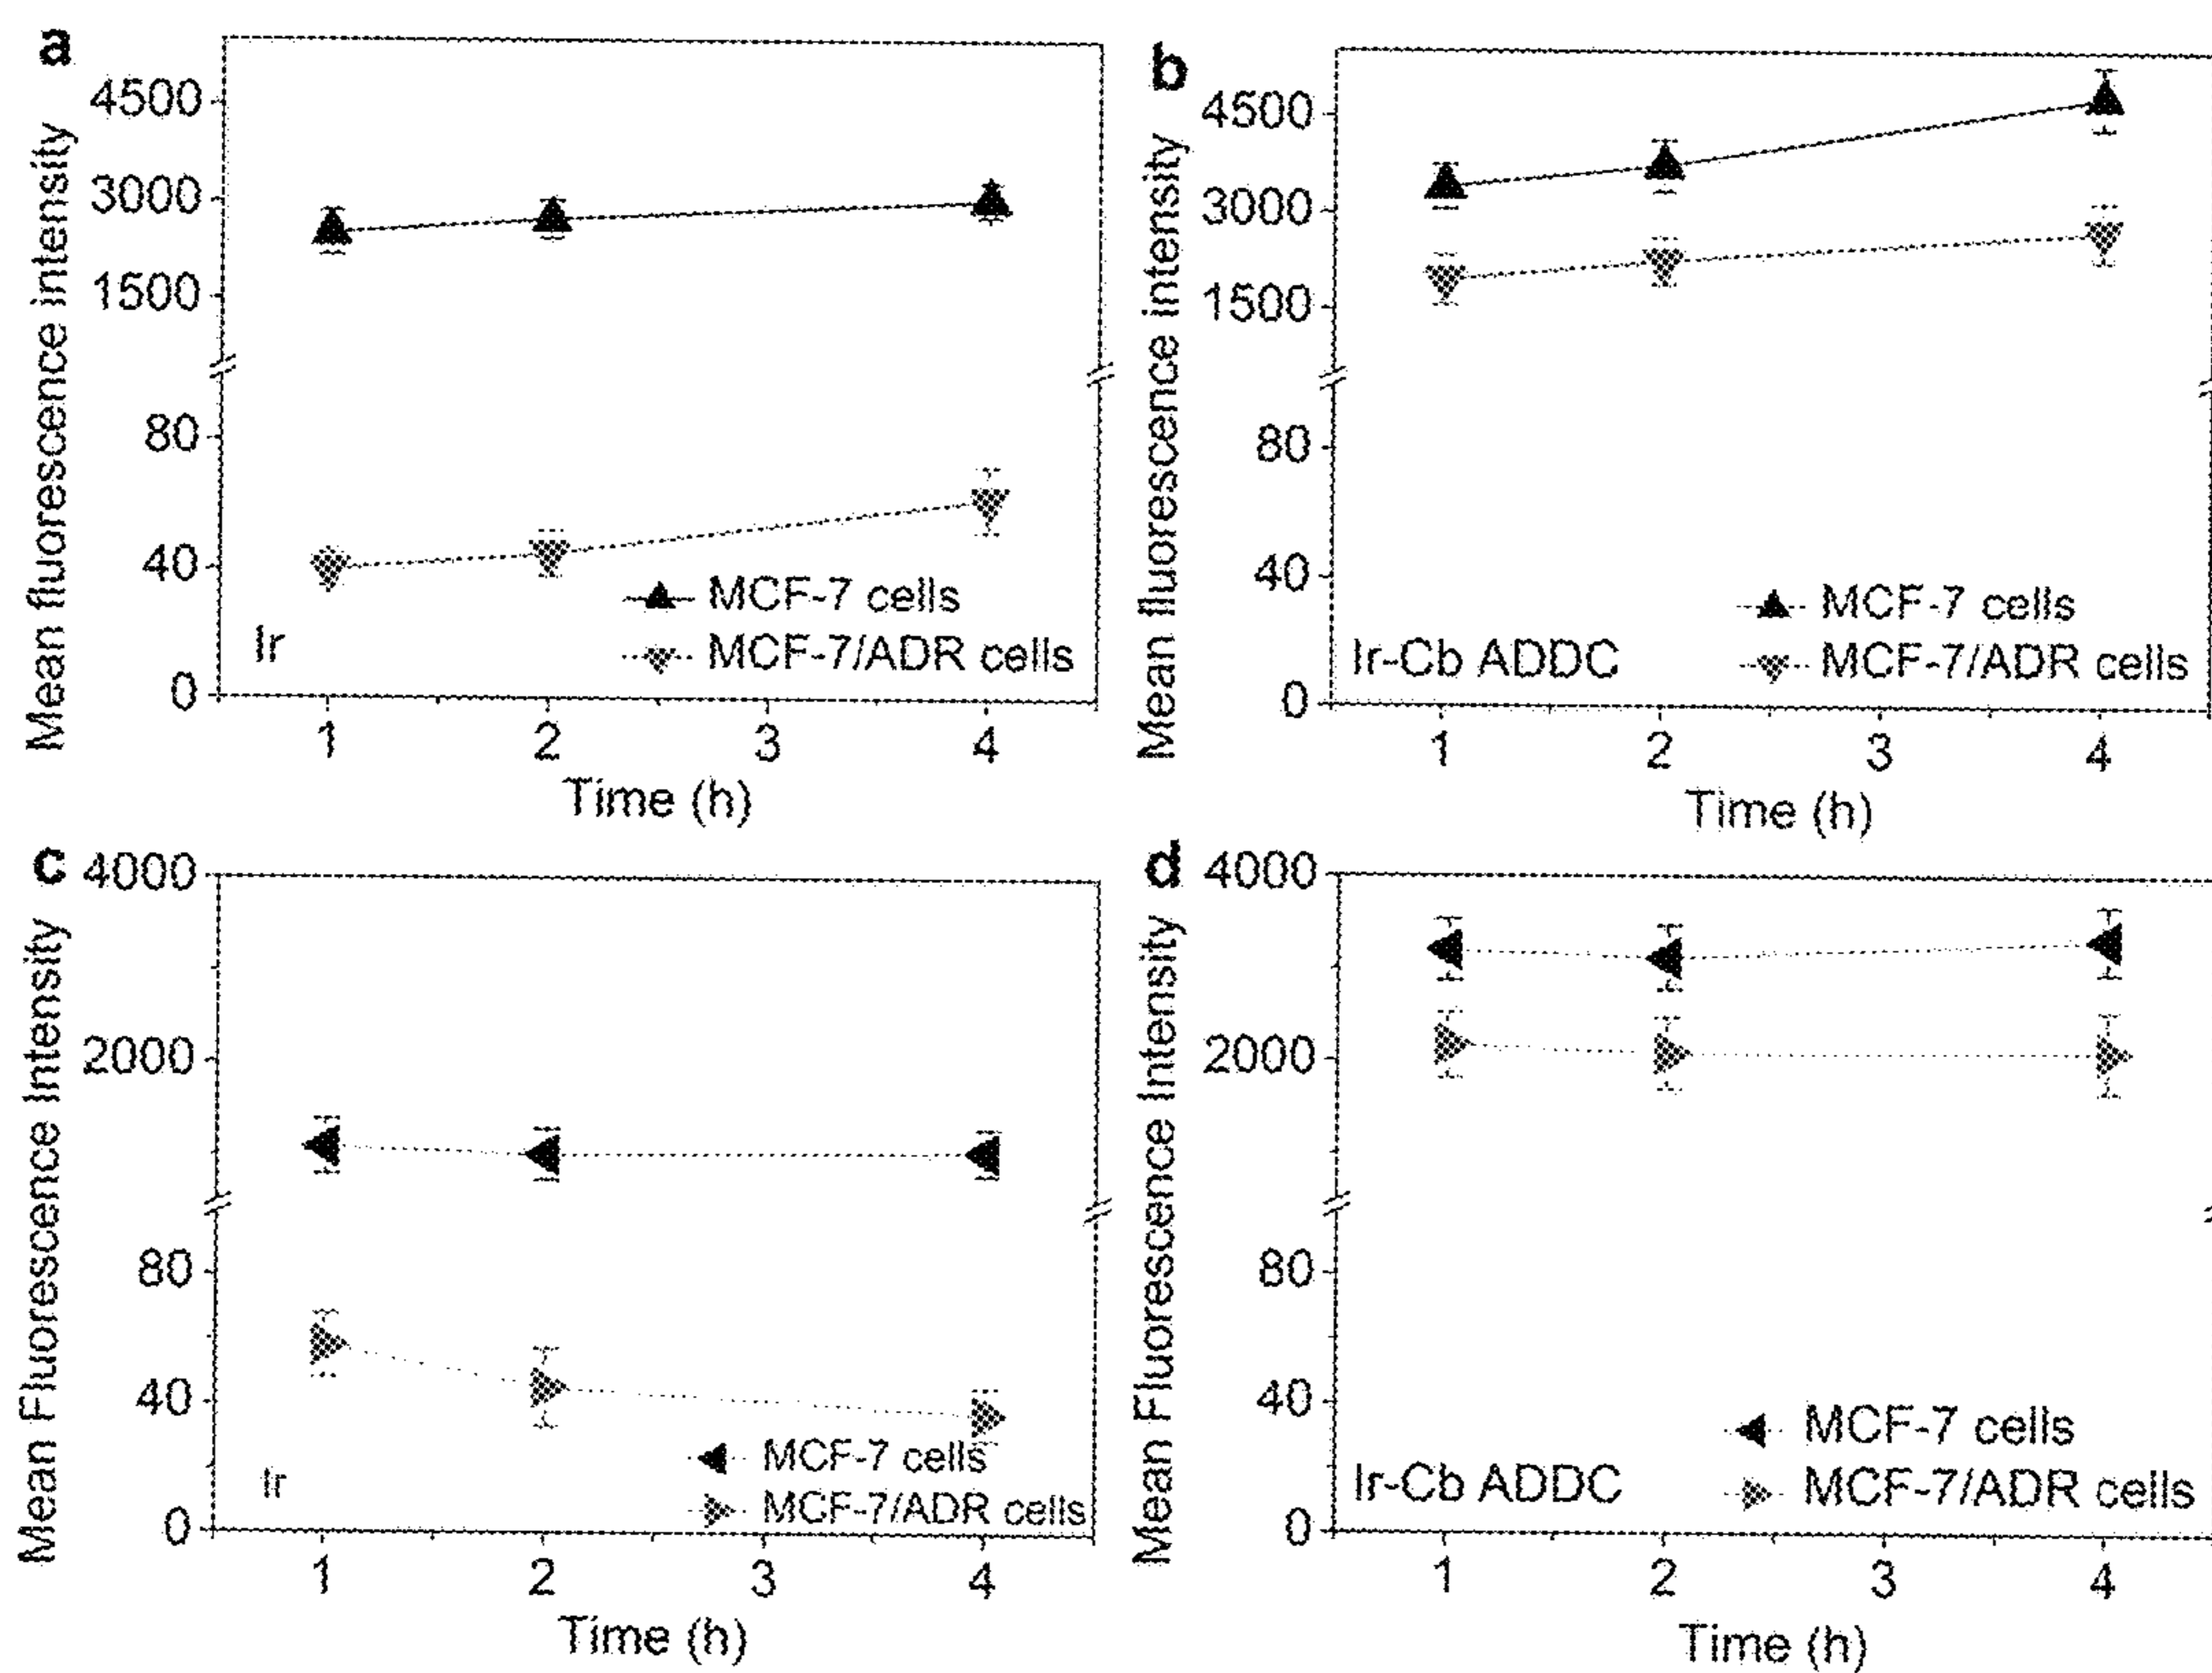 a
Mean fluorescence intensity
4500
3000
1500
80
40
0
Ir
MCF-7 cells
MCF-7/ADR cells
1 2 3 4
Time (h)
b
Mean fluorescence intensity
4500
3000
1500
80
40
0
Ir-Cb ADDC
MCF-7 cells
MCF-7/ADR cells
1 2 3 4
Time (h)
c
Mean Fluorescence Intensity
4000
2000
80
40
0
Ir
MCF-7 cells
MCF-7/ADR cells
1 2 3 4
Time (h)
d
Mean Fluorescence Intensity
4000
2000
80
40
0
Ir-Cb ADDC
MCF-7 cells
MCF-7/ADR cells
1 2 3 4
Time (h)